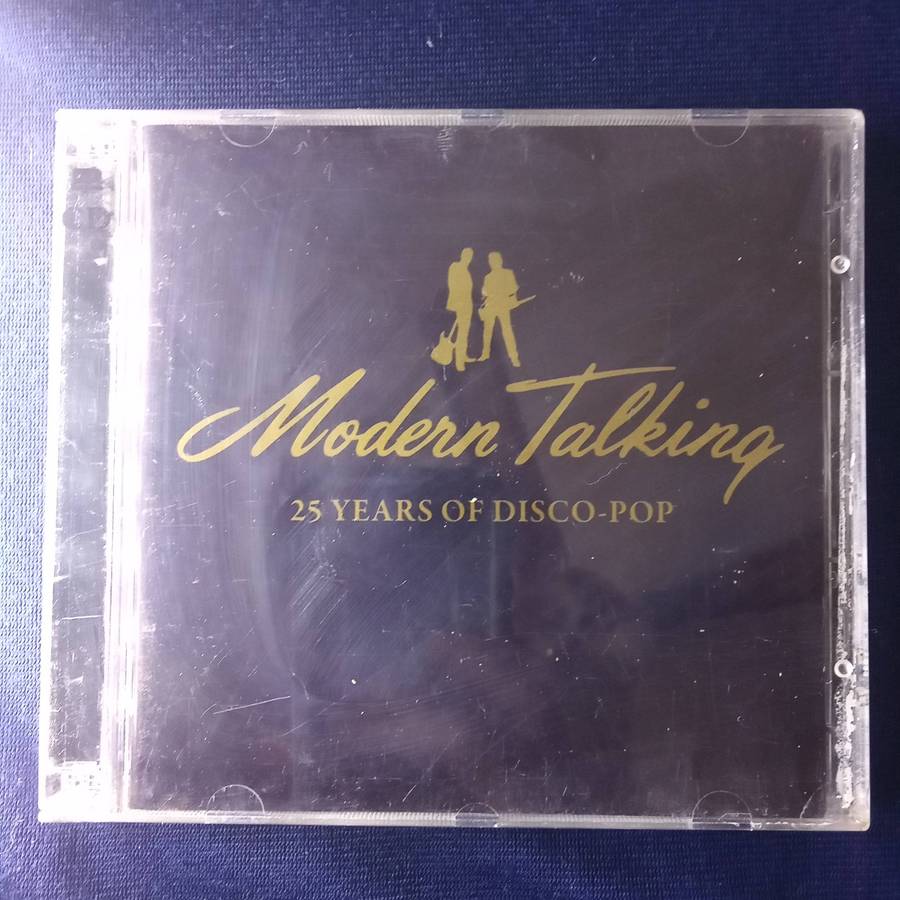 Modern Talking
25 YEARS OF DISCO-POP